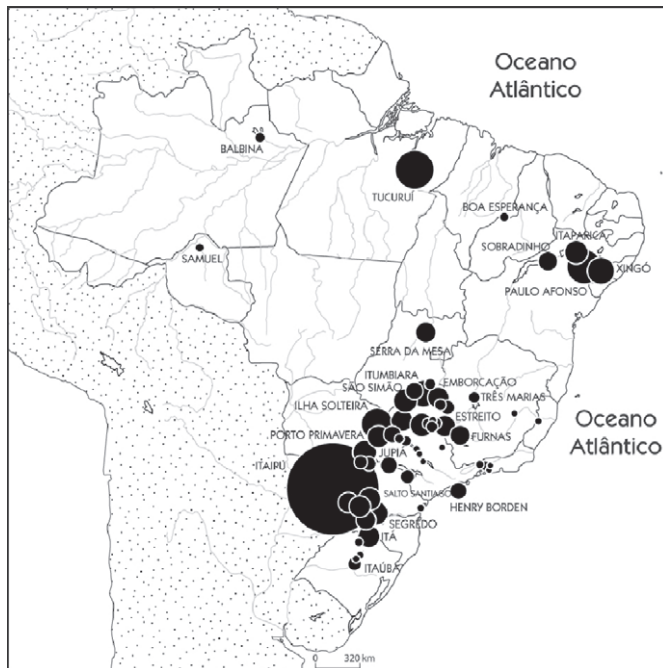 Oceano
Atlântico
BALBINA
TUCURUÍ
BOA ESPERANÇA
ITAPARICA
SOBRADINHO
SAMUEL
XINGÓ
PAULO AFONSO
SERRA DA MESA
ITUMBIARA
EMBORCAÇÃO
SÃO SIMÃO
TRÊS MARIAS
ILHA SOLTEIRA
ESTREITO
Oceano
Atlântico
PORTO PRIMAVERA
FURNAS
JUPIÁ
ITAIPÚ
SALTO SANTIAGO
HENRY BORDEN
SEGREDO
ITÁ
ITAÚBA
0 320 km